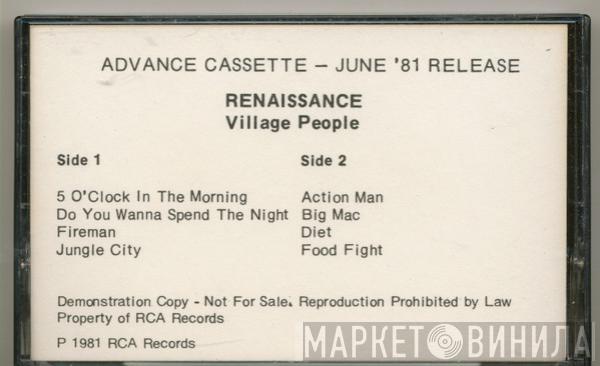 ADVANCE CASSETTE – JUNE '81 RELEASE
RENAISSANCE
Village People
Side 1
5 O'Clock In The Morning
Do You Wanna Spend The Night
Fireman
Jungle City
Side 2
Action Man
Big Mac
Diet
Food Fight
Demonstration Copy - Not For Sale. Reproduction Prohibited by Law
Property of RCA Records
P 1981 RCA Records
МАРКЕТ ВИНИЛА